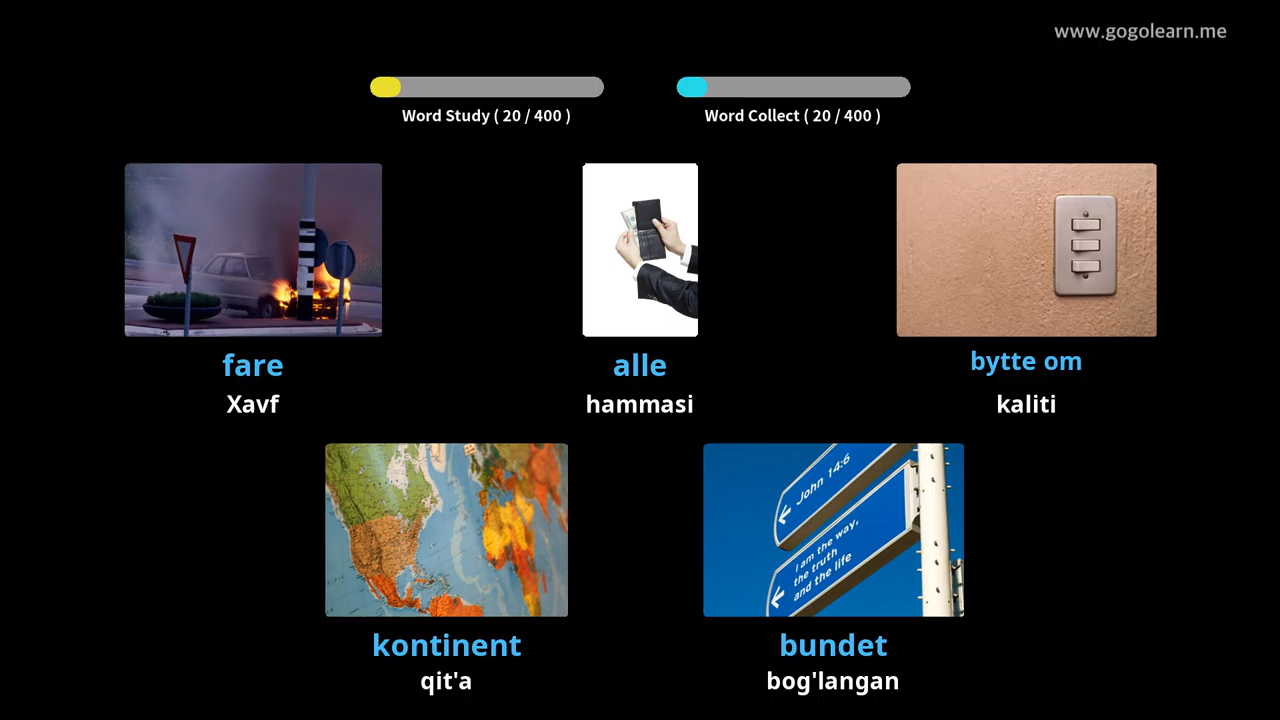 www.gogolearn.me
Word Study ( 20 / 400 )
Word Collect ( 20 / 400 )
fare
Xavf
alle
hammasi
bytte om
kaliti
kontinent
qit'a
John 14:6
I am the way,
the truth
and the life
bundet
bog'langan